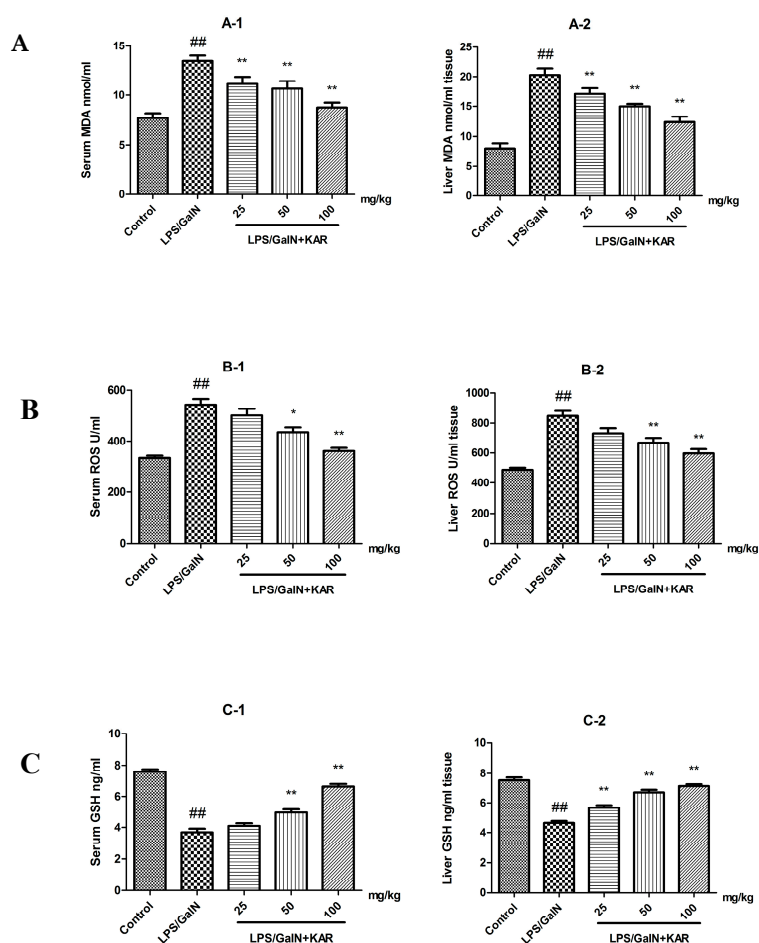 A
A-1
##
**
**
**
15
10
5
0
Serum MDA nmol/ml
Control
LPS/GalN
25
50
100
mg/kg
LPS/GalN+KAR
A-2
##
**
**
**
25
20
15
10
5
0
Liver MDA nmol/ml tissue
Control
LPS/GalN
25
50
100
mg/kg
LPS/GalN+KAR
B
B-1
##
*
**
600
400
200
0
Serum ROS U/ml
Control
LPS/GalN
25
50
100
mg/kg
LPS/GalN+KAR
B-2
##
**
**
1000
800
600
400
200
0
Liver ROS U/ml tissue
Control
LPS/GalN
25
50
100
mg/kg
LPS/GalN+KAR
C
C-1
##
**
**
8
6
4
2
0
Serum GSH ng/ml
Control
LPS/GalN
25
50
100
mg/kg
LPS/GalN+KAR
C-2
##
**
**
**
8
6
4
2
0
Liver GSH ng/ml tissue
Control
LPS/GalN
25
50
100
mg/kg
LPS/GalN+KAR